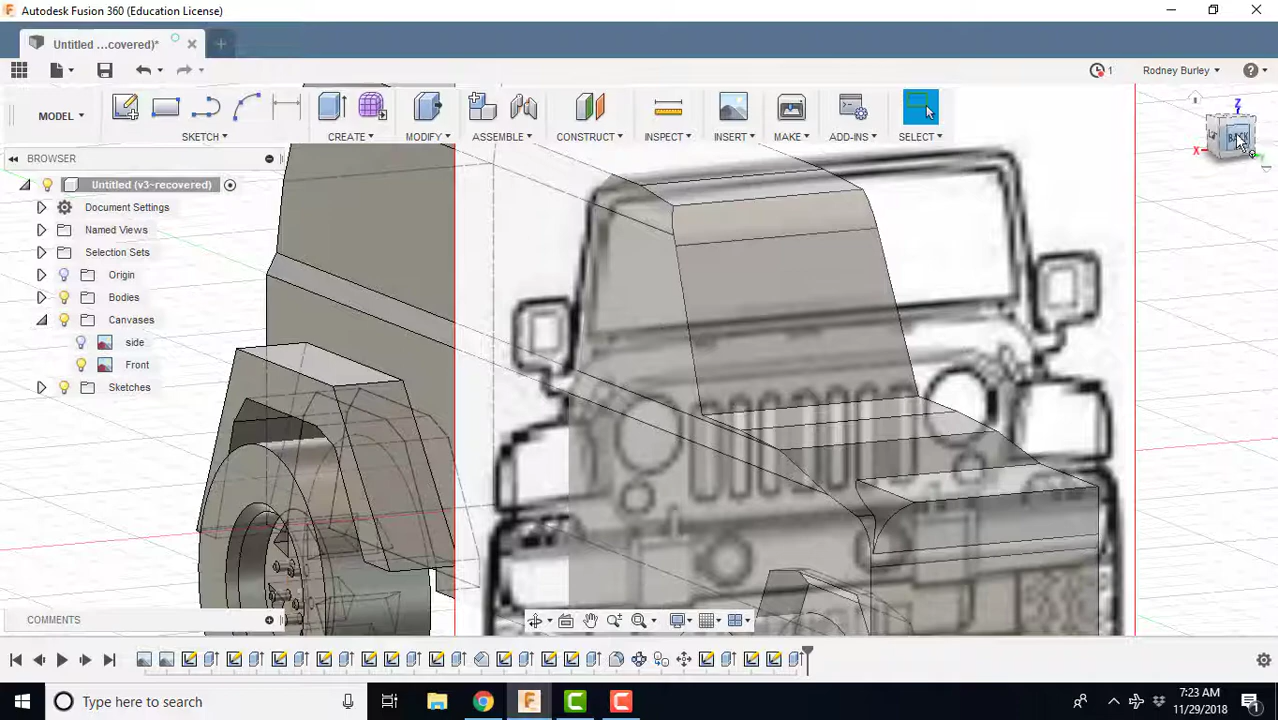 Autodesk Fusion 360 (Education License)
Untitled ...covered)*
1
Rodney Burley
MODEL
SKETCH
CREATE
MODIFY
ASSEMBLE
CONSTRUCT
INSPECT
INSERT
MAKE
ADD-INS
SELECT
Z
X
BROWSER
Untitled (v3~recovered)
Document Settings
Named Views
Selection Sets
Origin
Bodies
Canvases
side
Front
Sketches
COMMENTS
Type here to search
7:23 AM
11/29/2018